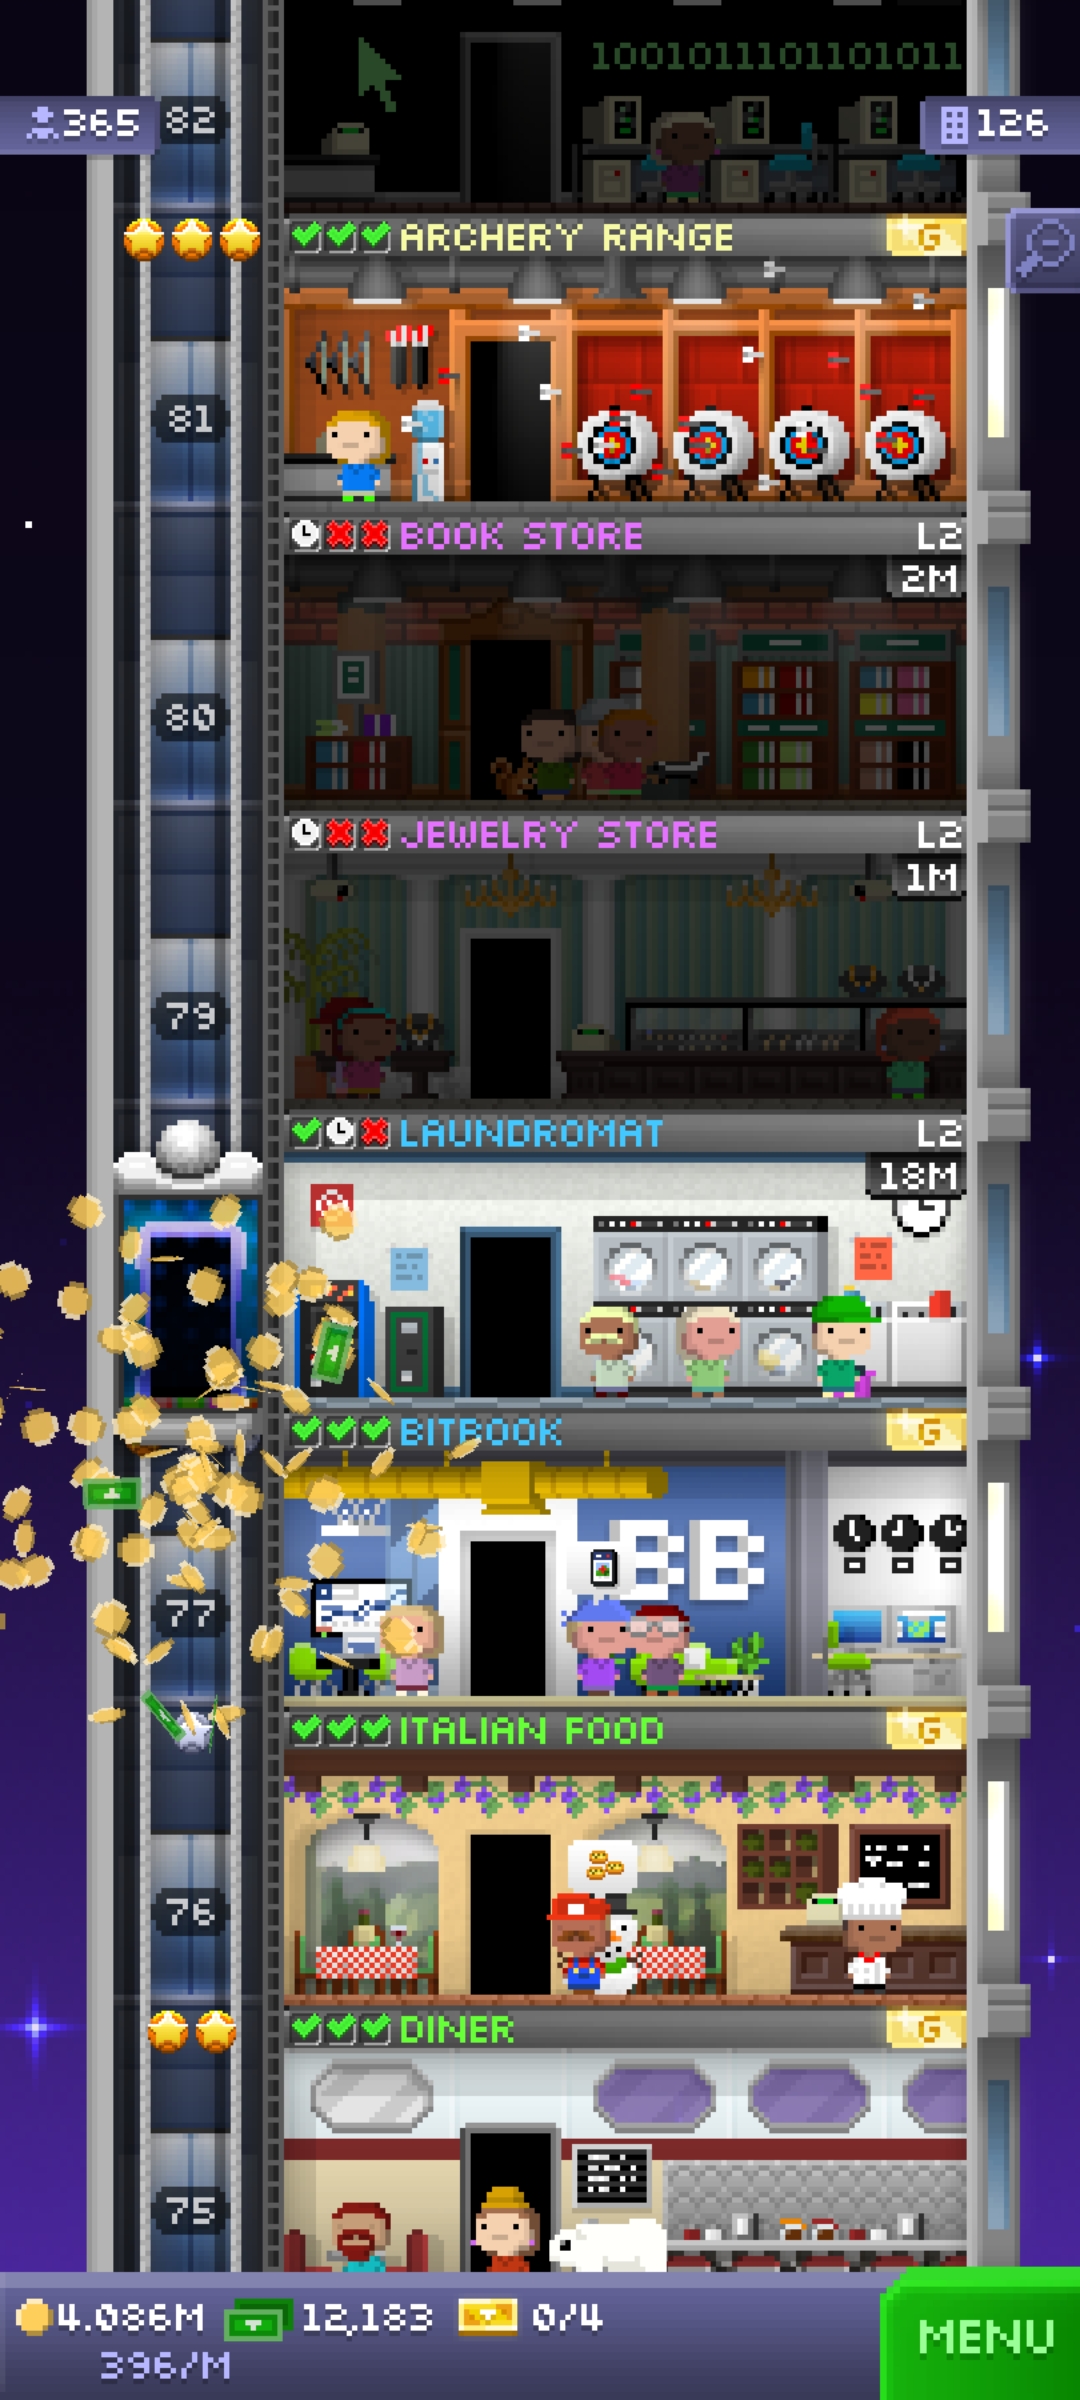 1001011101101011
82
365
126
ARCHERY RANGE
G
81
BOOK STORE
L2
2M
80
JEWELRY STORE
L2
1M
79
LAUNDROMAT
L2
18M
BITBOOK
G
BB
77
ITALIAN FOOD
G
76
DINER
G
75
4.086M
12,183
0/4
396/M
MENU